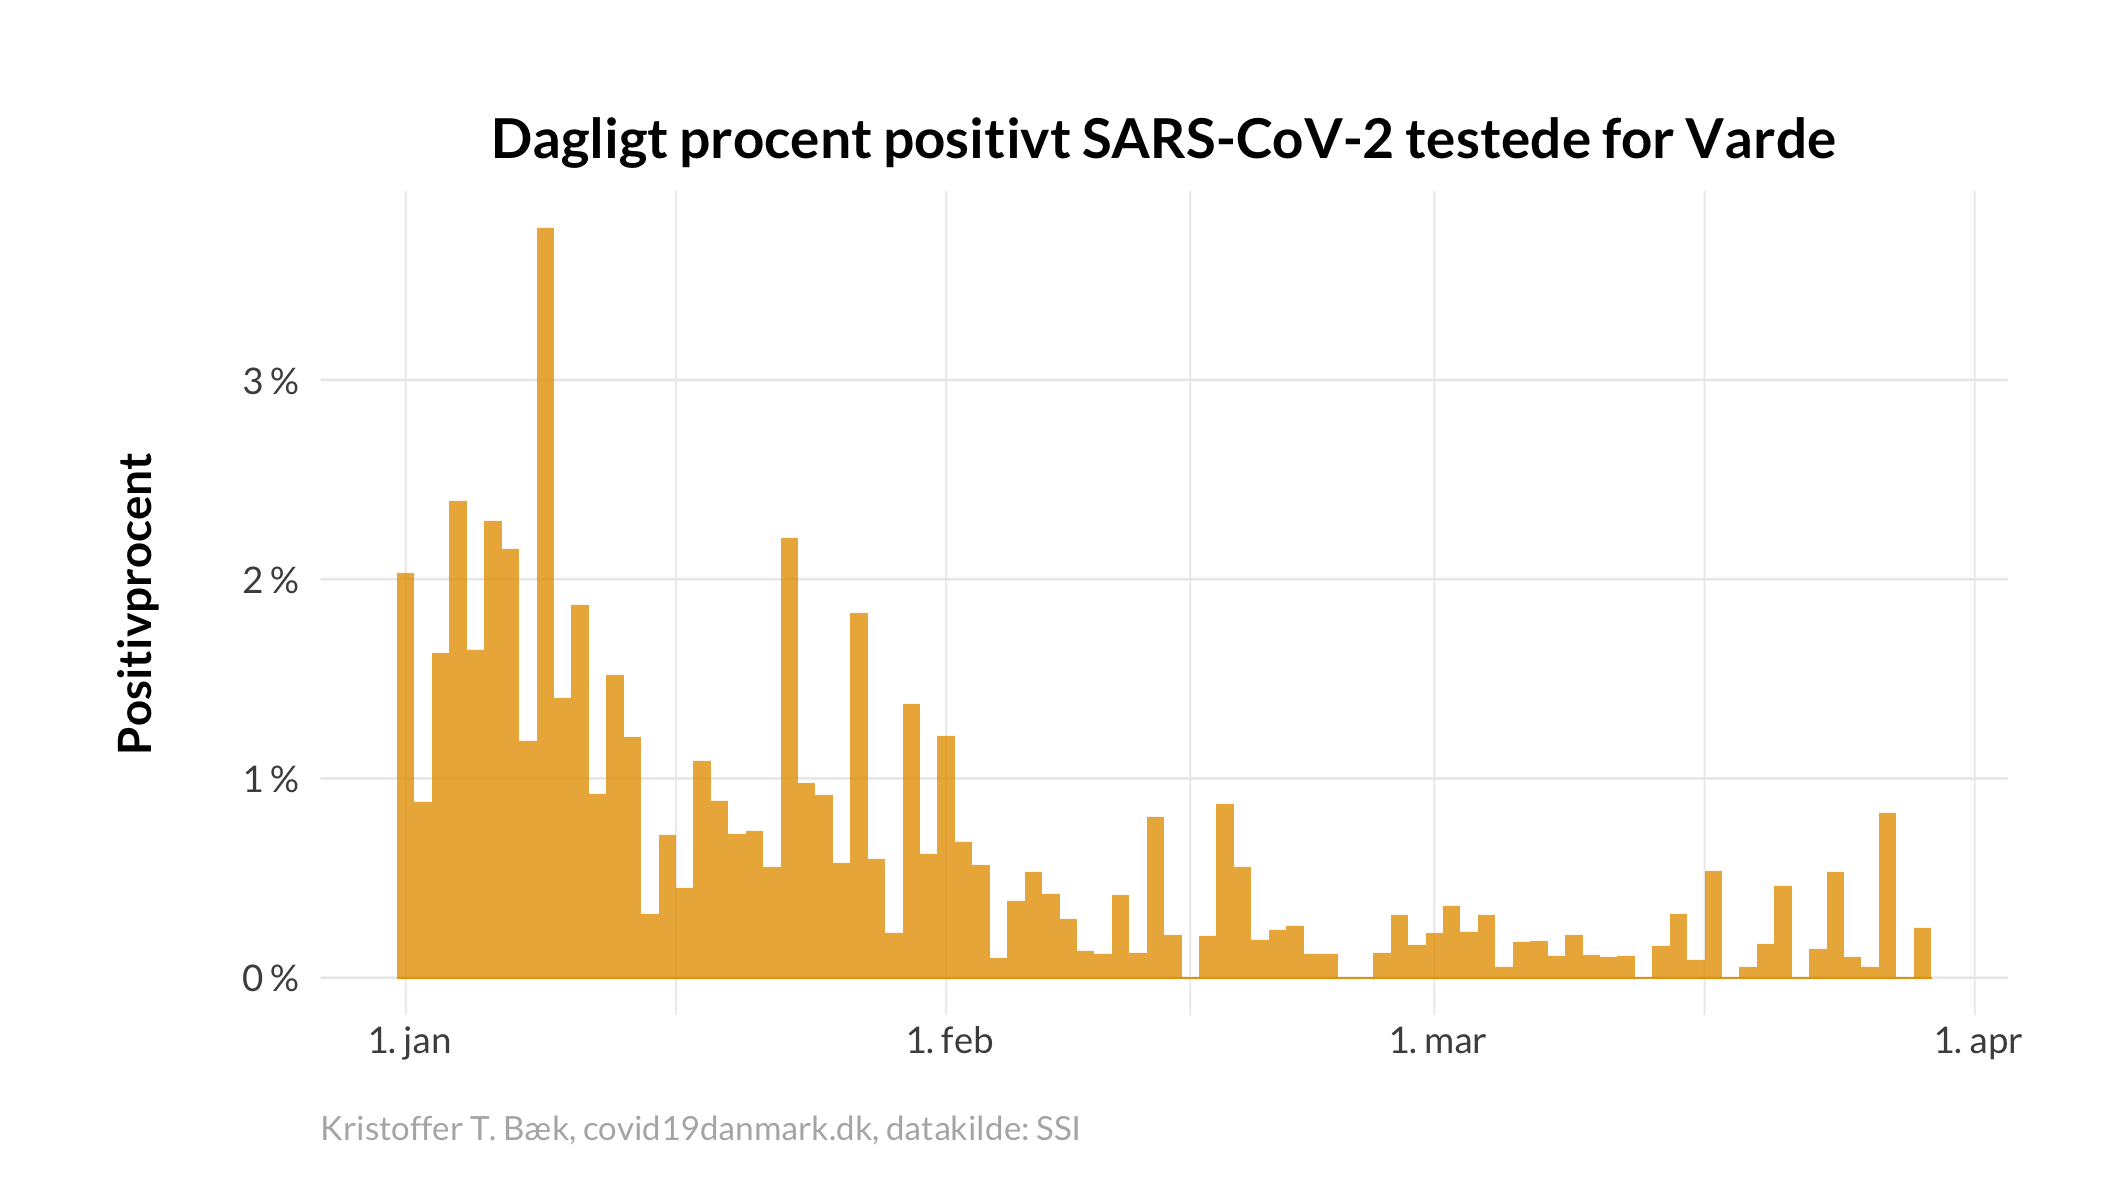 Dagligt procent positivt SARS-CoV-2 testede for Varde
Positivprocent
3 %
2 %
1 %
0 %
1. jan
1. feb
1. mar
1. apr
Kristoffer T. Bæk, covid19danmark.dk, datakilde: SSI